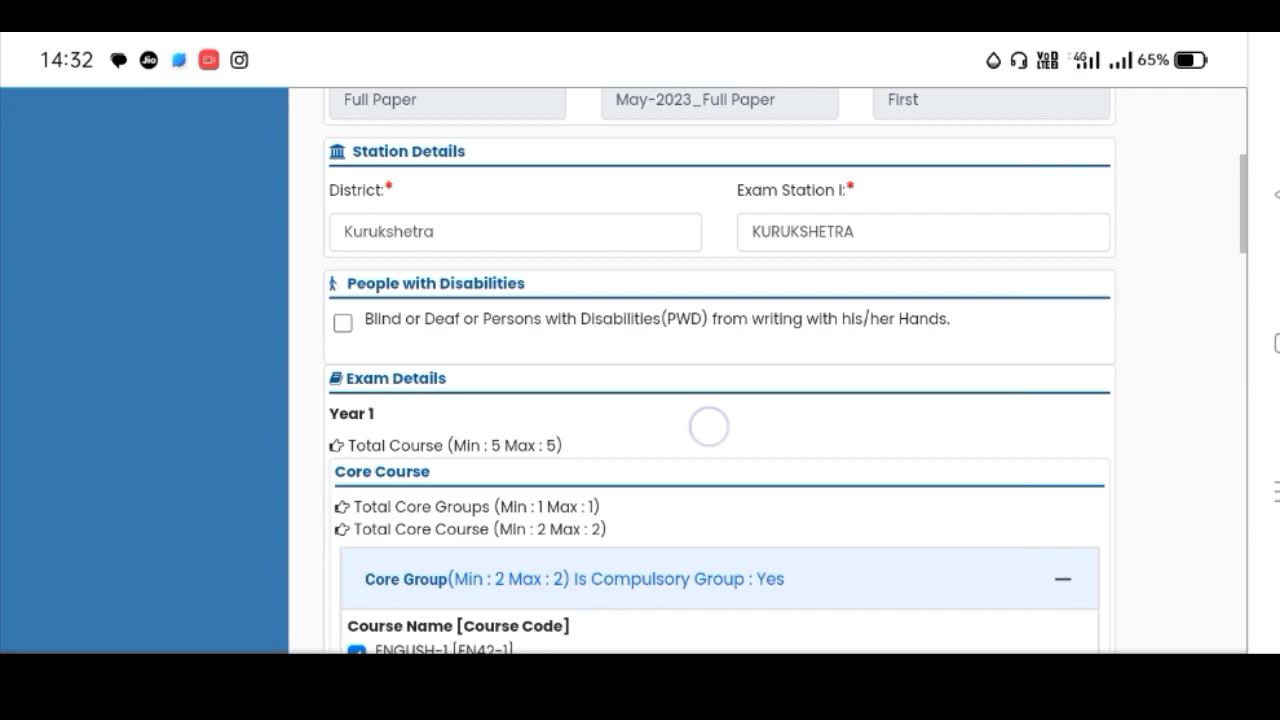 14:32 Jio VoD LTE 4G 65%
Full Paper May-2023_Full Paper First
Station Details
District:* Exam Station I:*
Kurukshetra KURUKSHETRA
People with Disabilities
Blind or Deaf or Persons with Disabilities(PWD) from writing with his/her Hands.
Exam Details
Year 1
Total Course (Min : 5 Max : 5)
Core Course
Total Core Groups (Min : 1 Max : 1)
Total Core Course (Min : 2 Max : 2)
Core Group(Min : 2 Max : 2) Is Compulsory Group : Yes
Course Name [Course Code]
ENGLISH-1 [EN42-1]